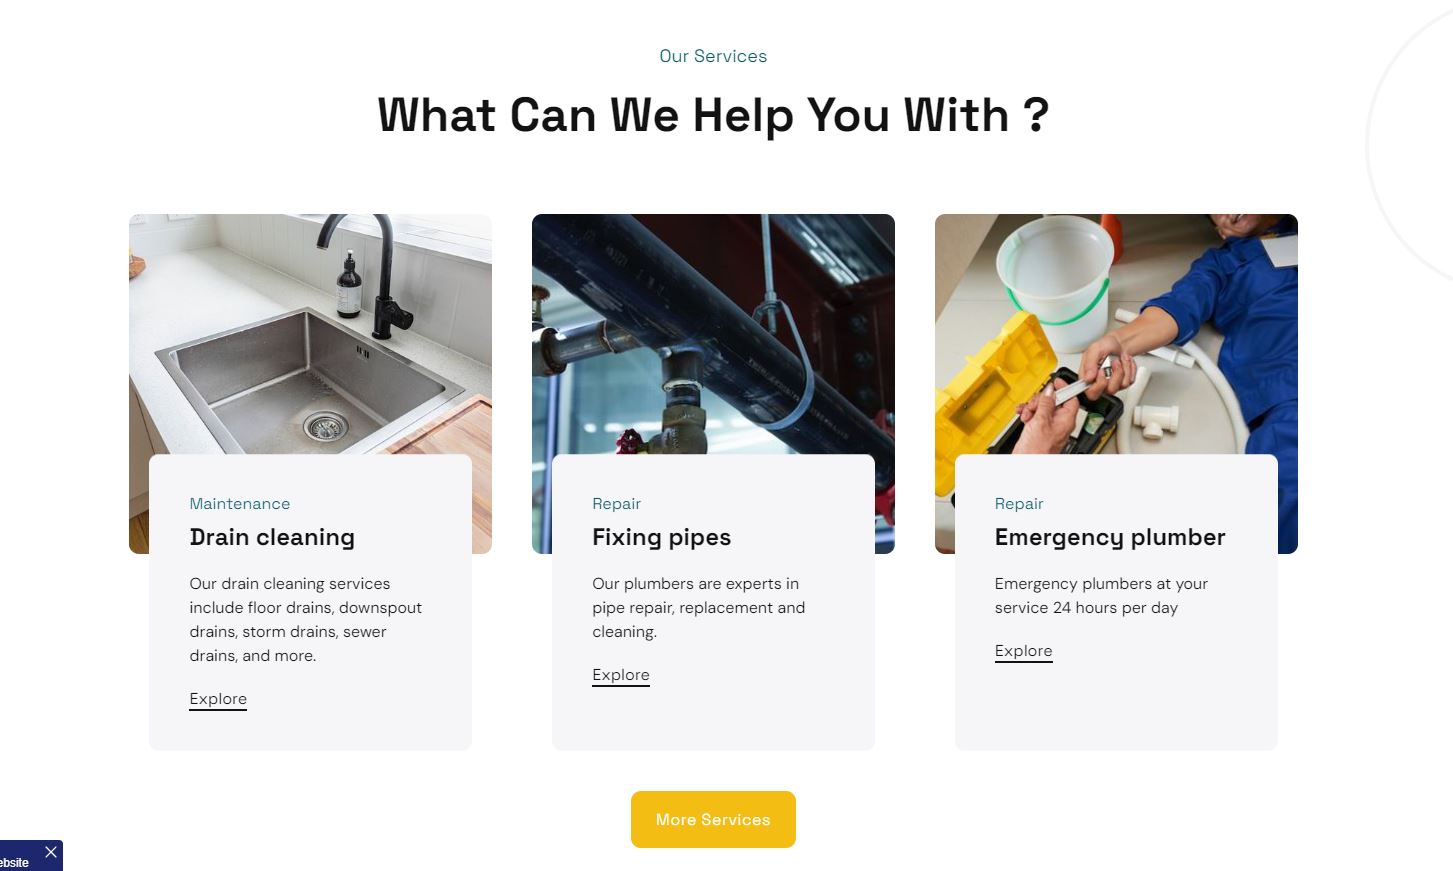 Our Services
What Can We Help You With ?
Maintenance
Drain cleaning
Our drain cleaning services
include floor drains, downspout
drains, storm drains, sewer
drains, and more.
Explore
Repair
Fixing pipes
Our plumbers are experts in
pipe repair, replacement and
cleaning.
Explore
Repair
Emergency plumber
Emergency plumbers at your
service 24 hours per day
Explore
More Services
ebsite